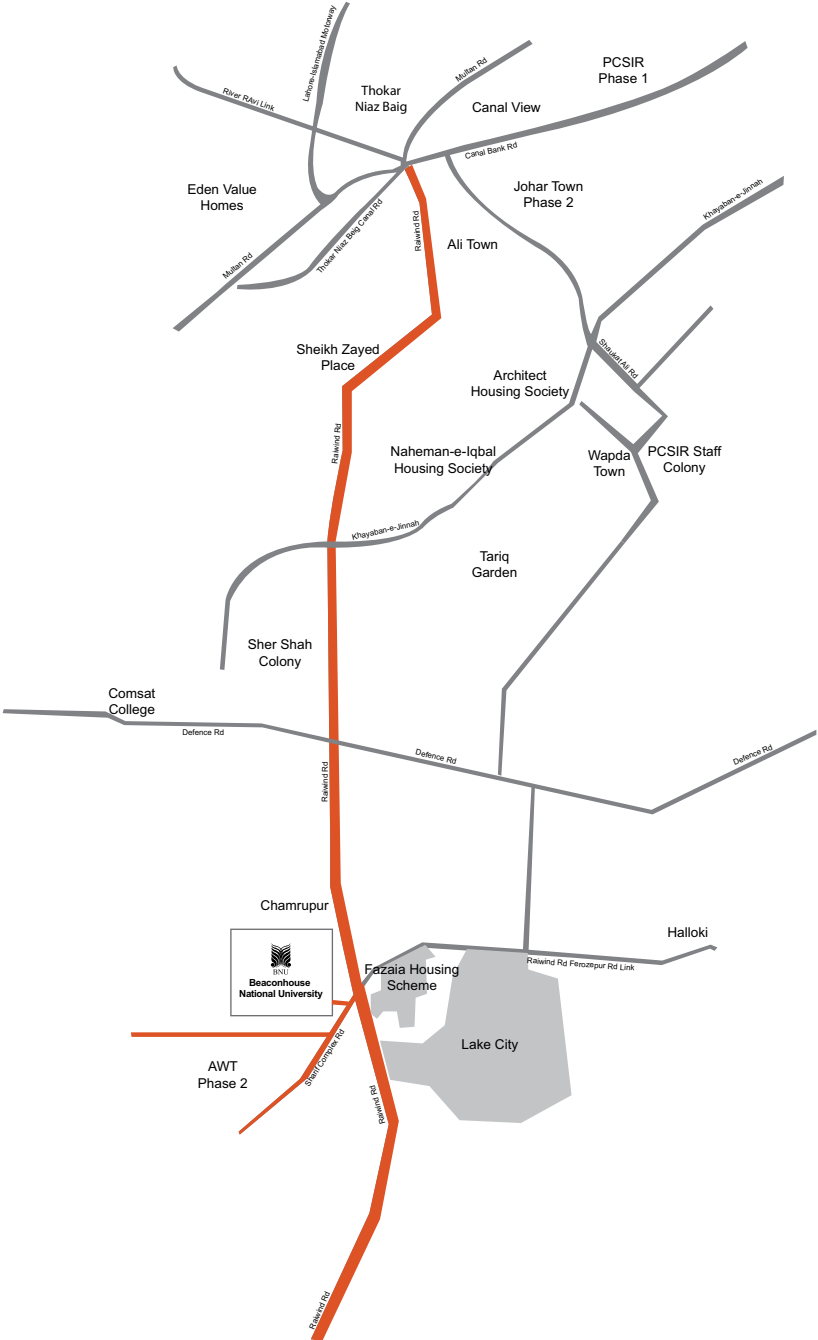 Lahore-Islamabad Motorway
River RAvi Link
Thokar
Niaz Baig
Multan Rd
Canal View
PCSIR
Phase 1
Canal Bank Rd
Eden Value
Homes
Johar Town
Phase 2
Khayaban-e-Jinnah
Multan Rd
Thokar Niaz Beig Canal Rd
Raiwind Rd
Ali Town
Sheikh Zayed
Place
Shaukat Ali Rd
Architect
Housing Society
Raiwind Rd
Naheman-e-Iqbal
Housing Society
Wapda
Town
PCSIR Staff
Colony
Khayaban-e-Jinnah
Tariq
Garden
Sher Shah
Colony
Comsat
College
Defence Rd
Defence Rd
Defence Rd
Raiwind Rd
Chamrupur
Halloki
BNU
Beaconhouse
National University
Fazaia Housing
Scheme
Raiwind Rd Ferozepur Rd Link
Lake City
AWT
Phase 2
Sharif Complex Rd
Raiwind Rd
Raiwind Rd